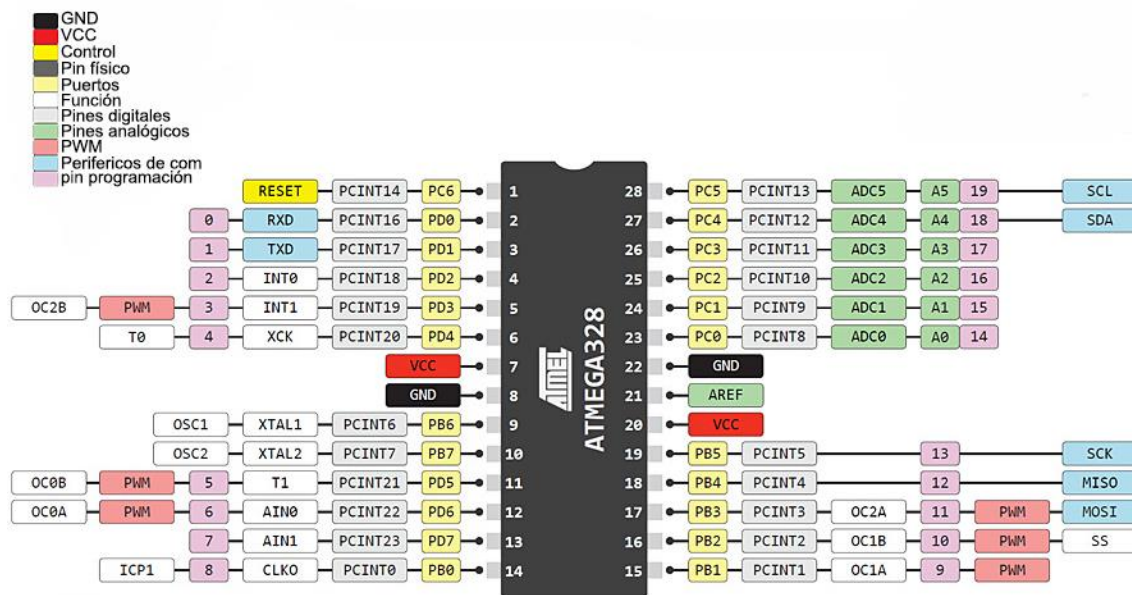 GND
VCC
Control
Pin físico
Puertos
Función
Pines digitales
Pines analógicos
PWM
Perifericos de com
pin programación
RESET PCINT14 PC6 1 28 PC5 PCINT13 ADC5 A5 19 SCL
0 RXD PCINT16 PD0 2 27 PC4 PCINT12 ADC4 A4 18 SDA
1 TXD PCINT17 PD1 3 26 PC3 PCINT11 ADC3 A3 17
2 INT0 PCINT18 PD2 4 25 PC2 PCINT10 ADC2 A2 16
OC2B PWM 3 INT1 PCINT19 PD3 5 24 PC1 PCINT9 ADC1 A1 15
T0 4 XCK PCINT20 PD4 6 23 PC0 PCINT8 ADC0 A0 14
VCC 7 22 GND
GND 8 21 AREF
OSC1 XTAL1 PCINT6 PB6 9 20 VCC
OSC2 XTAL2 PCINT7 PB7 10 19 PB5 PCINT5 13 SCK
OC0B PWM 5 T1 PCINT21 PD5 11 18 PB4 PCINT4 12 MISO
OC0A PWM 6 AIN0 PCINT22 PD6 12 17 PB3 PCINT3 OC2A 11 PWM MOSI
7 AIN1 PCINT23 PD7 13 16 PB2 PCINT2 OC1B 10 PWM SS
ICP1 8 CLKO PCINT0 PB0 14 15 PB1 PCINT1 OC1A 9 PWM
ATMEL
ATMEGA328